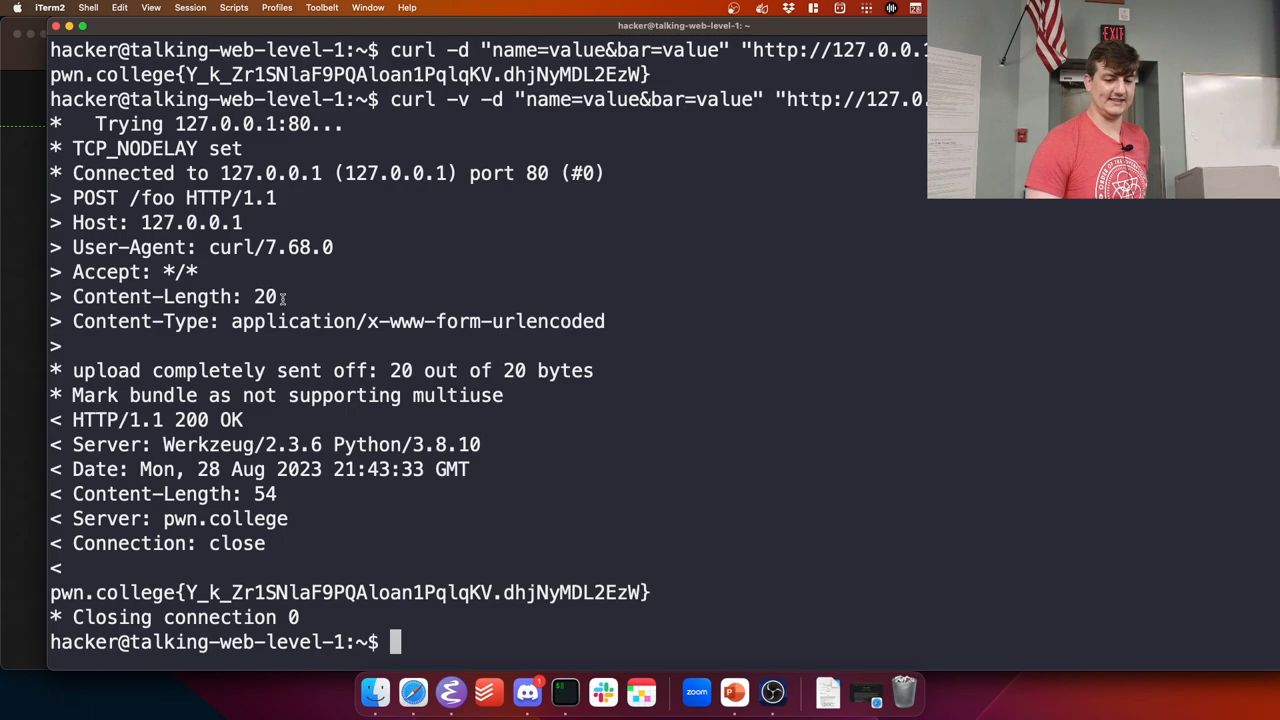 iTerm2 Shell Edit View Session Scripts Profiles Toolbelt Window Help
hacker@talking-web-level-1: ~
hacker@talking-web-level-1:~$ curl -d "name=value&bar=value" "http://127.0.0.1
pwn.college{Y_k_Zr1SNlaF9PQAloan1PqlqKV.dhjNyMDL2EzW}
hacker@talking-web-level-1:~$ curl -v -d "name=value&bar=value" "http://127.0.
* Trying 127.0.0.1:80...
* TCP_NODELAY set
* Connected to 127.0.0.1 (127.0.0.1) port 80 (#0)
> POST /foo HTTP/1.1
> Host: 127.0.0.1
> User-Agent: curl/7.68.0
> Accept: */*
> Content-Length: 20
> Content-Type: application/x-www-form-urlencoded
>
* upload completely sent off: 20 out of 20 bytes
* Mark bundle as not supporting multiuse
< HTTP/1.1 200 OK
< Server: Werkzeug/2.3.6 Python/3.8.10
< Date: Mon, 28 Aug 2023 21:43:33 GMT
< Content-Length: 54
< Server: pwn.college
< Connection: close
<
pwn.college{Y_k_Zr1SNlaF9PQAloan1PqlqKV.dhjNyMDL2EzW}
* Closing connection 0
hacker@talking-web-level-1:~$
EXIT
zoom